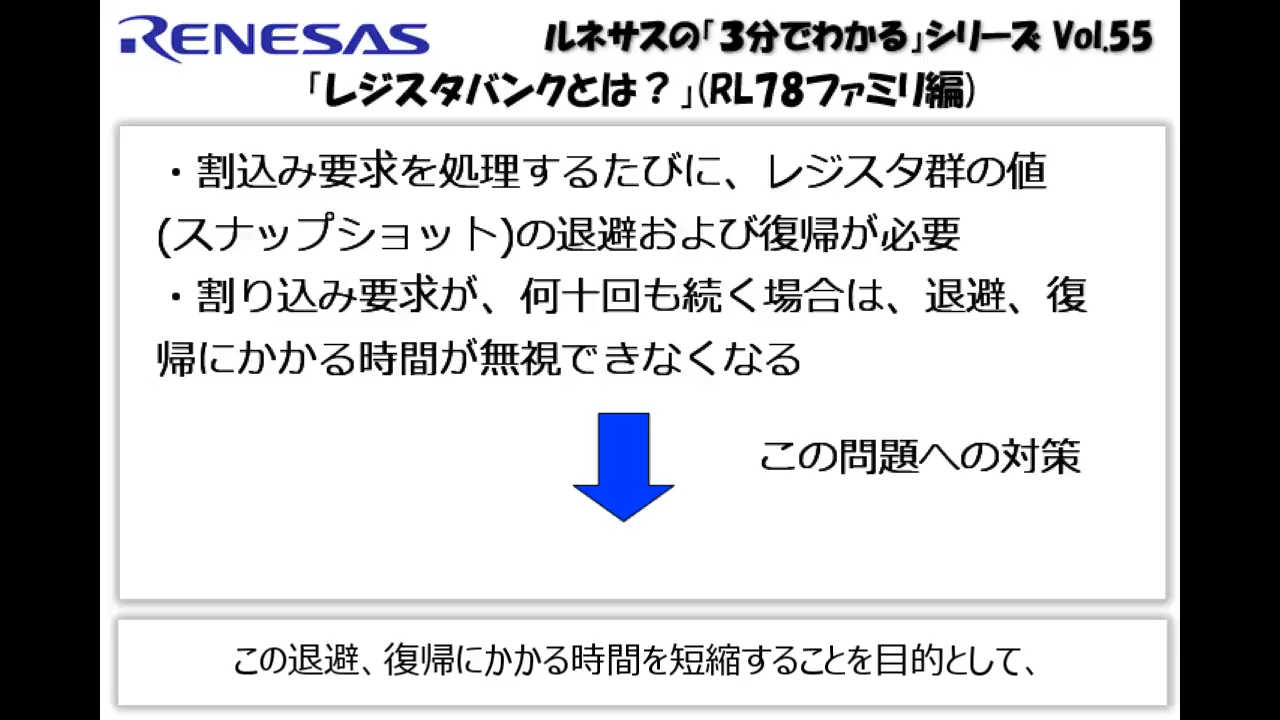 RENESAS
ルネサスの「3分でわかる」シリーズ Vol.55
「レジスタバンクとは?」(RL78ファミリ編)
・割込み要求を処理するたびに、レジスタ群の値
(スナップショット)の退避および復帰が必要
・割り込み要求が、何十回も続く場合は、退避、復
帰にかかる時間が無視できなくなる
この問題への対策
この退避、復帰にかかる時間を短縮することを目的として、